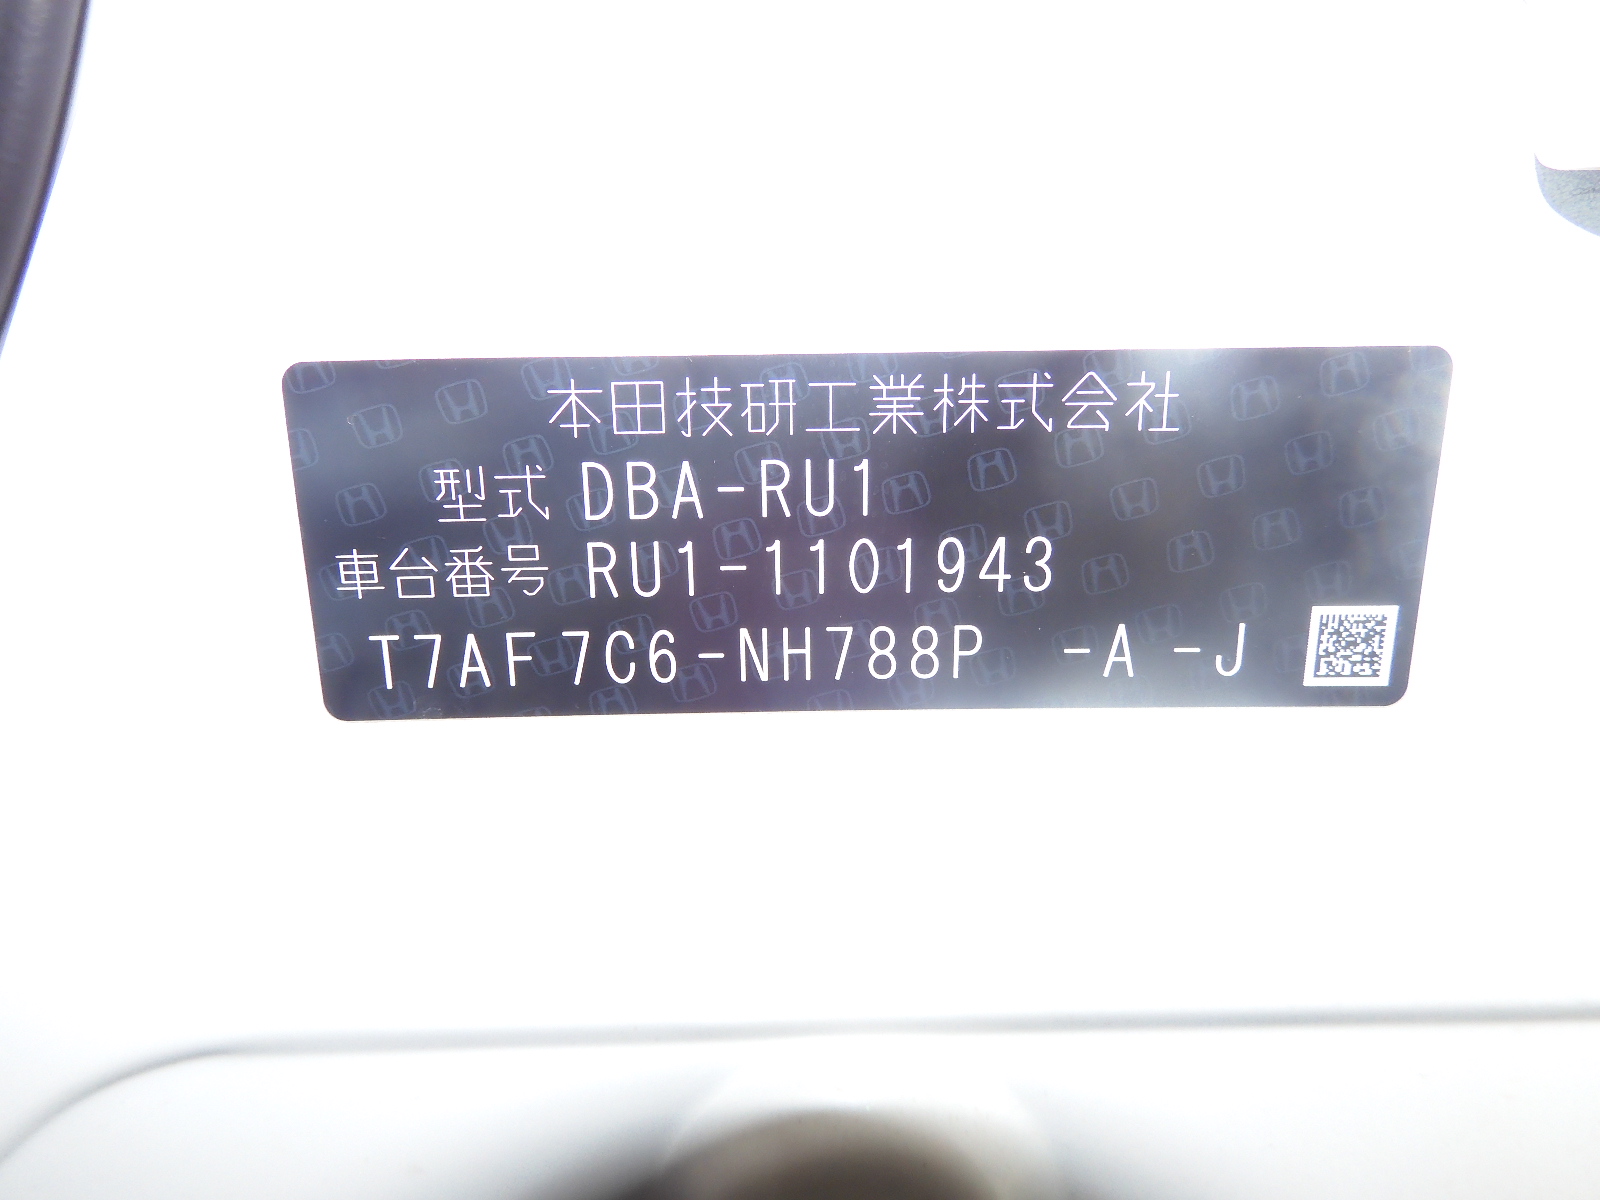 本田技研工業株式会社
型式 DBA-RU1
車台番号 RU1-1101943
T7AF7C6-NH788P -A -J